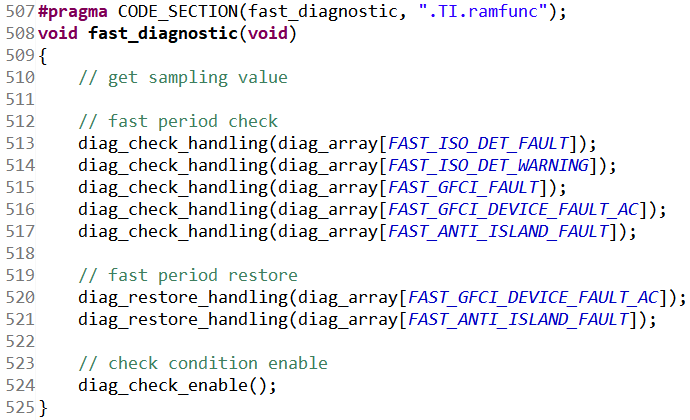 507 #pragma CODE_SECTION(fast_diagnostic, ".TI.ramfunc");
508 void fast_diagnostic(void)
509 {
510     // get sampling value
511
512     // fast period check
513     diag_check_handling(diag_array[FAST_ISO_DET_FAULT]);
514     diag_check_handling(diag_array[FAST_ISO_DET_WARNING]);
515     diag_check_handling(diag_array[FAST_GFCI_FAULT]);
516     diag_check_handling(diag_array[FAST_GFCI_DEVICE_FAULT_AC]);
517     diag_check_handling(diag_array[FAST_ANTI_ISLAND_FAULT]);
518
519     // fast period restore
520     diag_restore_handling(diag_array[FAST_GFCI_DEVICE_FAULT_AC]);
521     diag_restore_handling(diag_array[FAST_ANTI_ISLAND_FAULT]);
522
523     // check condition enable
524     diag_check_enable();
525 }